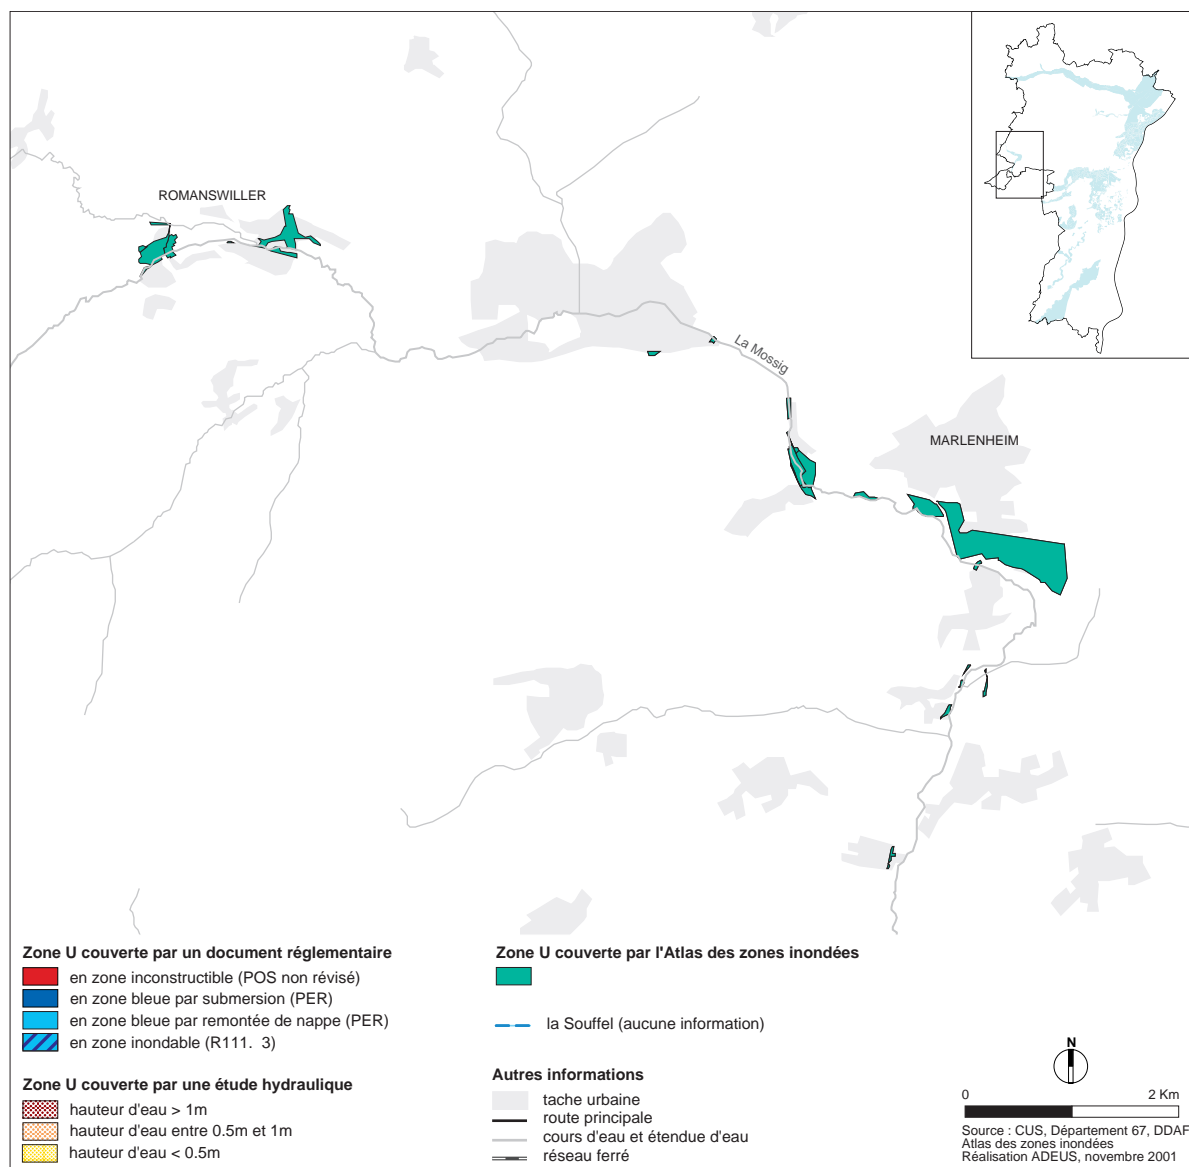 ROMANSWILLER
La Mossig
MARLENHEIM
Zone U couverte par un document réglementaire
en zone inconstructible (POS non révisé)
en zone bleue par submersion (PER)
en zone bleue par remontée de nappe (PER)
en zone inondable (R111. 3)
Zone U couverte par une étude hydraulique
hauteur d'eau > 1m
hauteur d'eau entre 0.5m et 1m
hauteur d'eau < 0.5m
Zone U couverte par l'Atlas des zones inondées
la Souffel (aucune information)
Autres informations
tache urbaine
route principale
cours d'eau et étendue d'eau
réseau ferré
N
0 2 Km
Source : CUS, Département 67, DDAF
Atlas des zones inondées
Réalisation ADEUS, novembre 2001